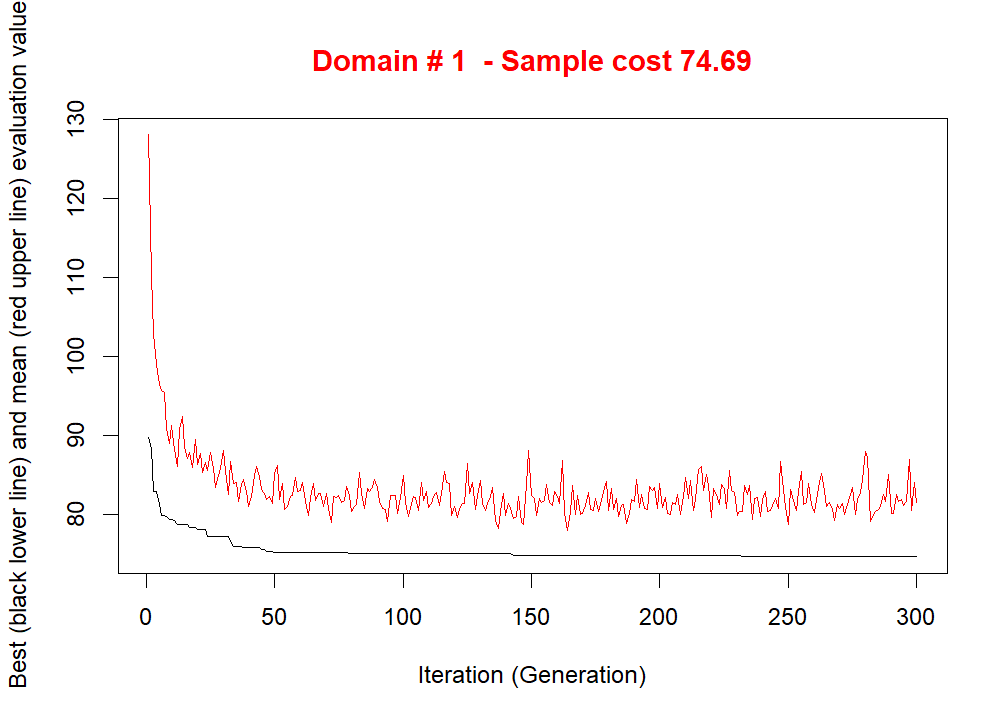 Domain # 1  - Sample cost 74.69
Best (black lower line) and mean (red upper line) evaluation value
130
120
110
100
90
80
0 50 100 150 200 250 300
Iteration (Generation)